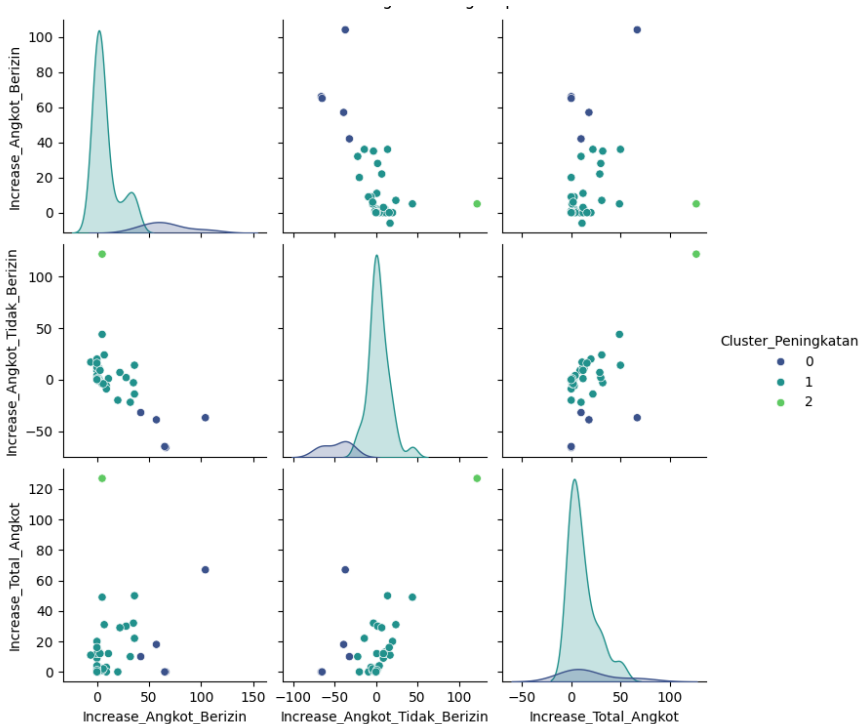 Increase_Angkot_Berizin
100
80
60
40
20
0
Increase_Angkot_Tidak_Berizin
100
50
0
−50
Increase_Total_Angkot
120
100
80
60
40
20
0
0 50 100 150
−100 −50 0 50 100
−50 0 50 100
Increase_Angkot_Berizin
Increase_Angkot_Tidak_Berizin
Increase_Total_Angkot
Cluster_Peningkatan
0
1
2